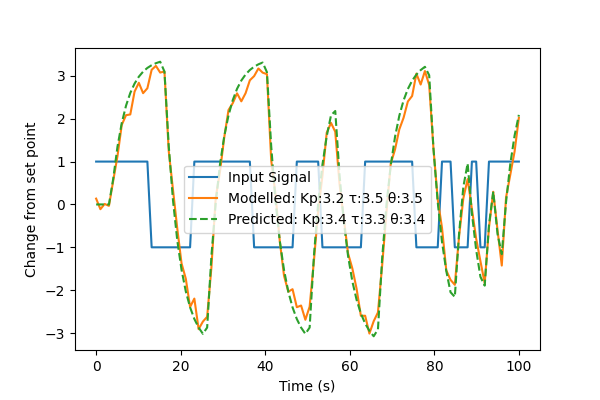 Change from set point
3
2
1
0
−1
−2
−3
Input Signal
Modelled: Kp:3.2 τ:3.5 θ:3.5
Predicted: Kp:3.4 τ:3.3 θ:3.4
0 20 40 60 80 100
Time (s)